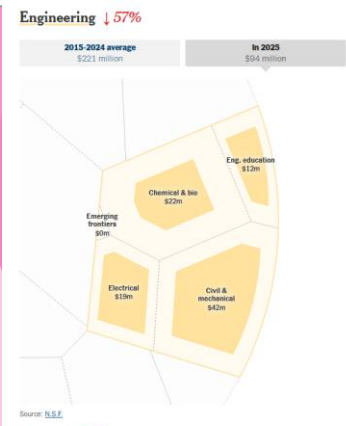 Engineering ↓ 57%
2015-2024 average
$221 million
In 2025
$94 million
Eng. education
$12m
Chemical & bio
$22m
Emerging
frontiers
$0m
Electrical
$19m
Civil &
mechanical
$42m
Source: N.S.F.